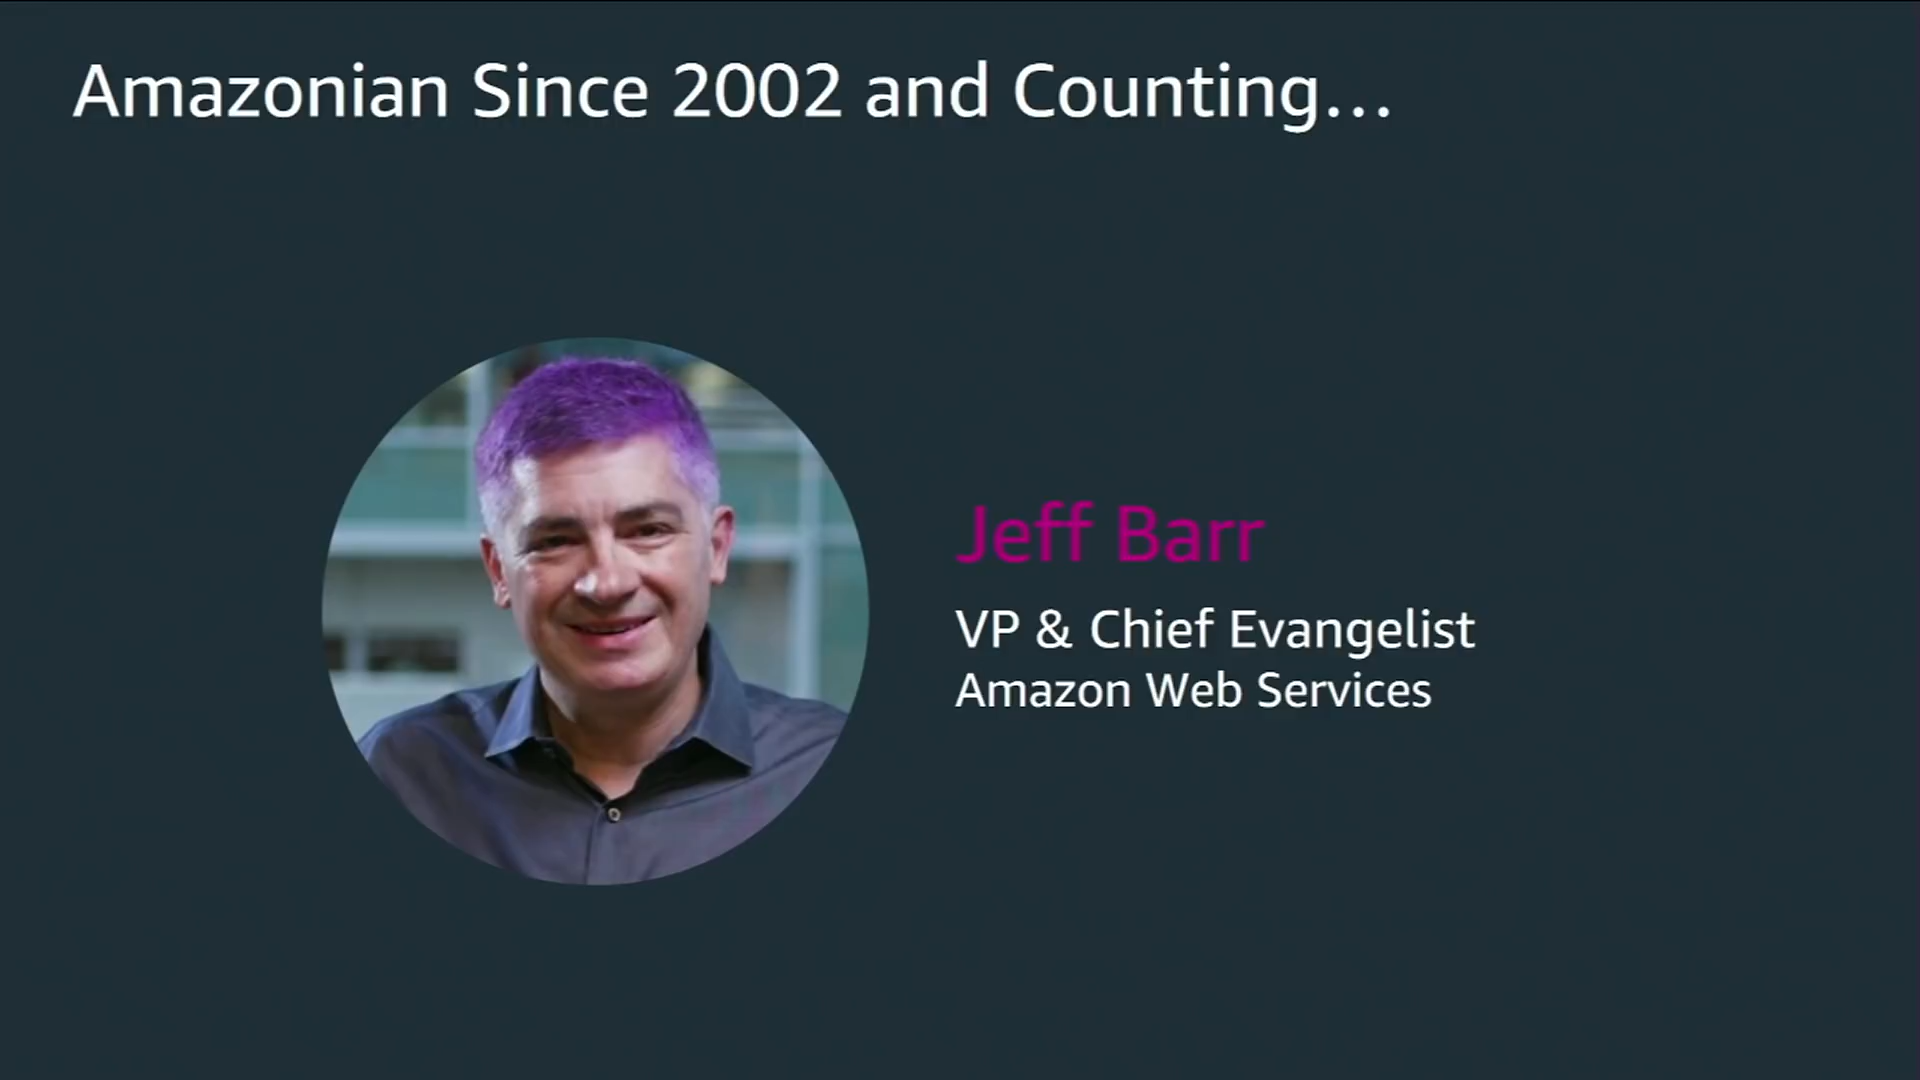 Amazonian Since 2002 and Counting...
Jeff Barr
VP & Chief Evangelist
Amazon Web Services